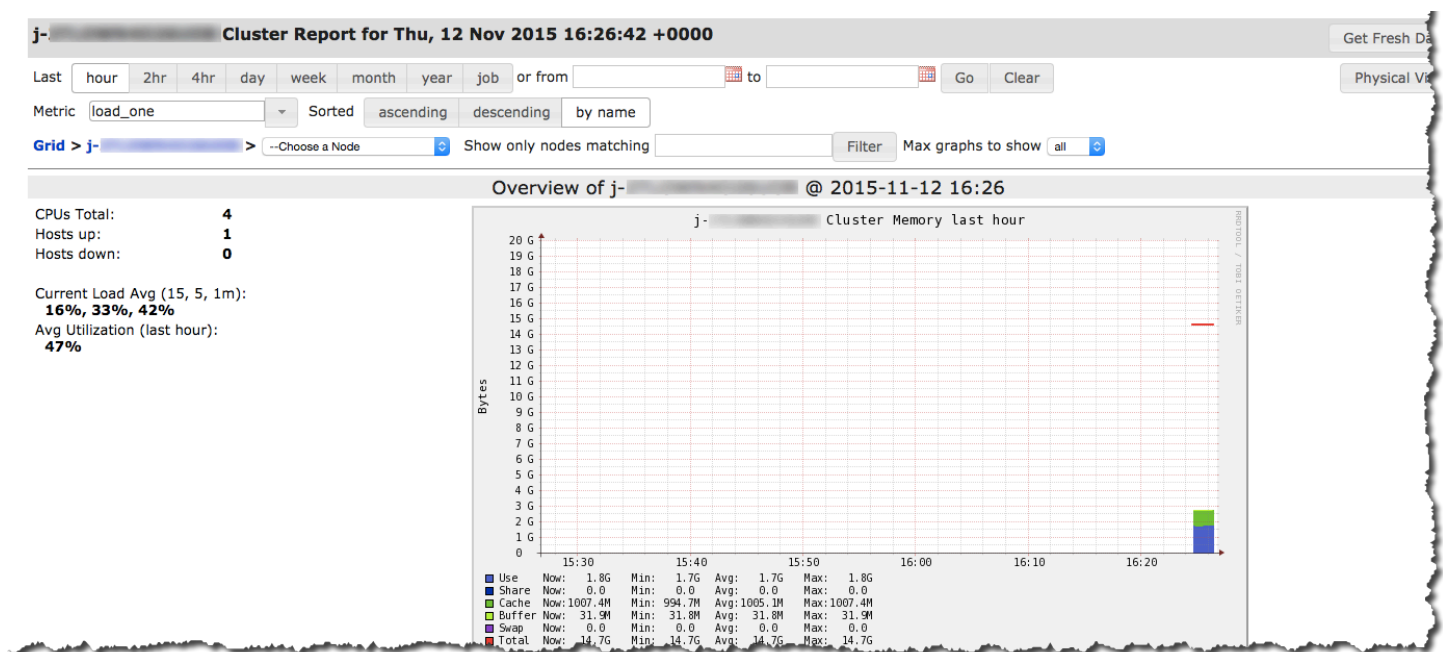 j- Cluster Report for Thu, 12 Nov 2015 16:26:42 +0000
Get Fresh
Last hour 2hr 4hr day week month year job or from to Go Clear
Physical
Metric load_one Sorted ascending descending by name
Grid > j- > --Choose a Node Show only nodes matching Filter Max graphs to show all
Overview of j- @ 2015-11-12 16:26
CPUs Total: 4
Hosts up: 1
Hosts down: 0
Current Load Avg (15, 5, 1m):
16%, 33%, 42%
Avg Utilization (last hour):
47%
j- Cluster Memory last hour
RRDTOOL / TOBI OETIKER
Bytes
20 G
19 G
18 G
17 G
16 G
15 G
14 G
13 G
12 G
11 G
10 G
9 G
8 G
7 G
6 G
5 G
4 G
3 G
2 G
1 G
0
15:30 15:40 15:50 16:00 16:10 16:20
Use Now: 1.8G Min: 1.7G Avg: 1.7G Max: 1.8G
Share Now: 0.0 Min: 0.0 Avg: 0.0 Max: 0.0
Cache Now:1007.4M Min: 994.7M Avg:1005.1M Max:1007.4M
Buffer Now: 31.9M Min: 31.8M Avg: 31.8M Max: 31.9M
Swap Now: 0.0 Min: 0.0 Avg: 0.0 Max: 0.0
Total Now: 14.7G Min: 14.7G Avg: 14.7G Max: 14.7G